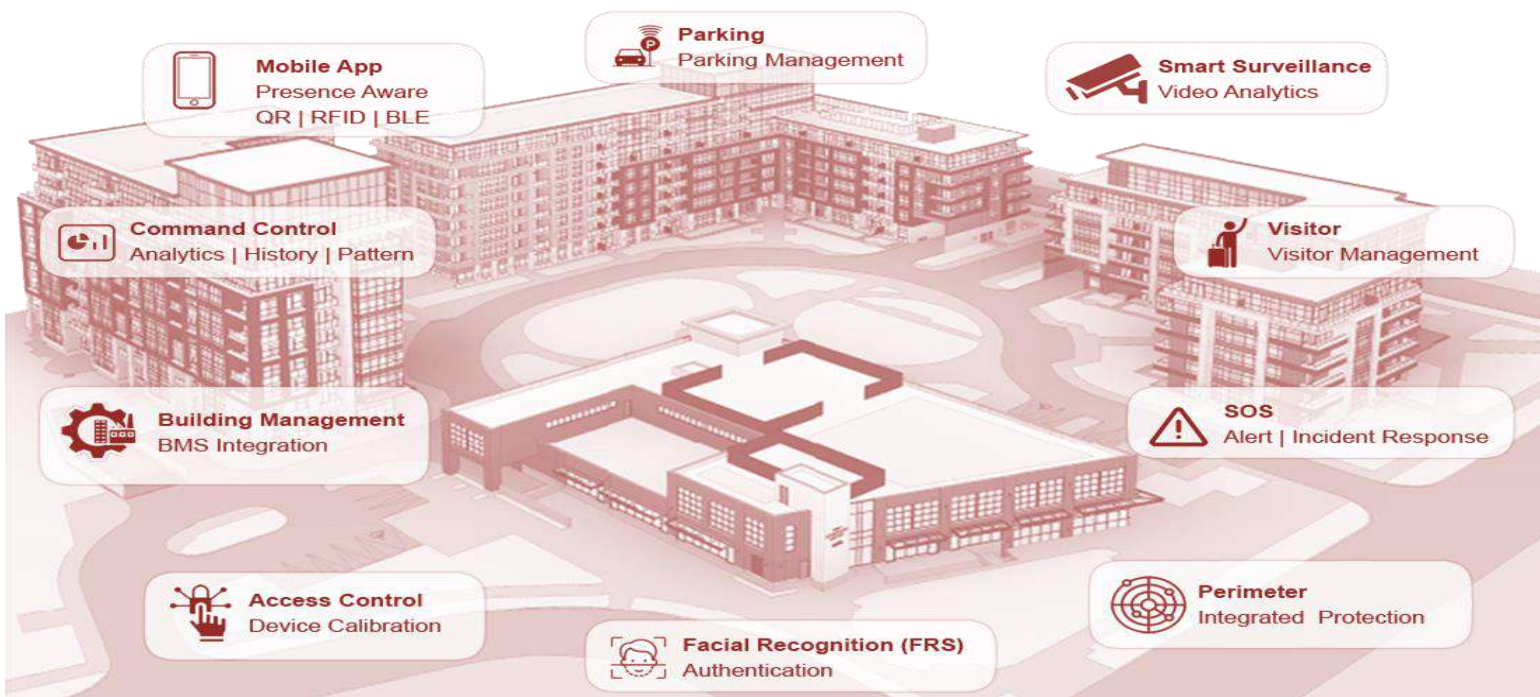 Parking
Parking Management
Mobile App
Presence Aware
QR | RFID | BLE
Smart Surveillance
Video Analytics
Command Control
Analytics | History | Pattern
Visitor
Visitor Management
Building Management
BMS Integration
SOS
Alert | Incident Response
Access Control
Device Calibration
Perimeter
Integrated Protection
Facial Recognition (FRS)
Authentication